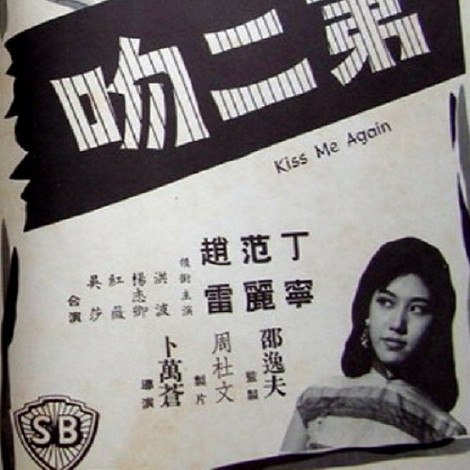 第二吻
Kiss Me Again
丁寧
范麗
趙雷
領銜主演
洪波
楊志卿
紅薇
吳莎
合演
邵逸夫
監製
周杜文
製片
卜萬蒼
導演
SB